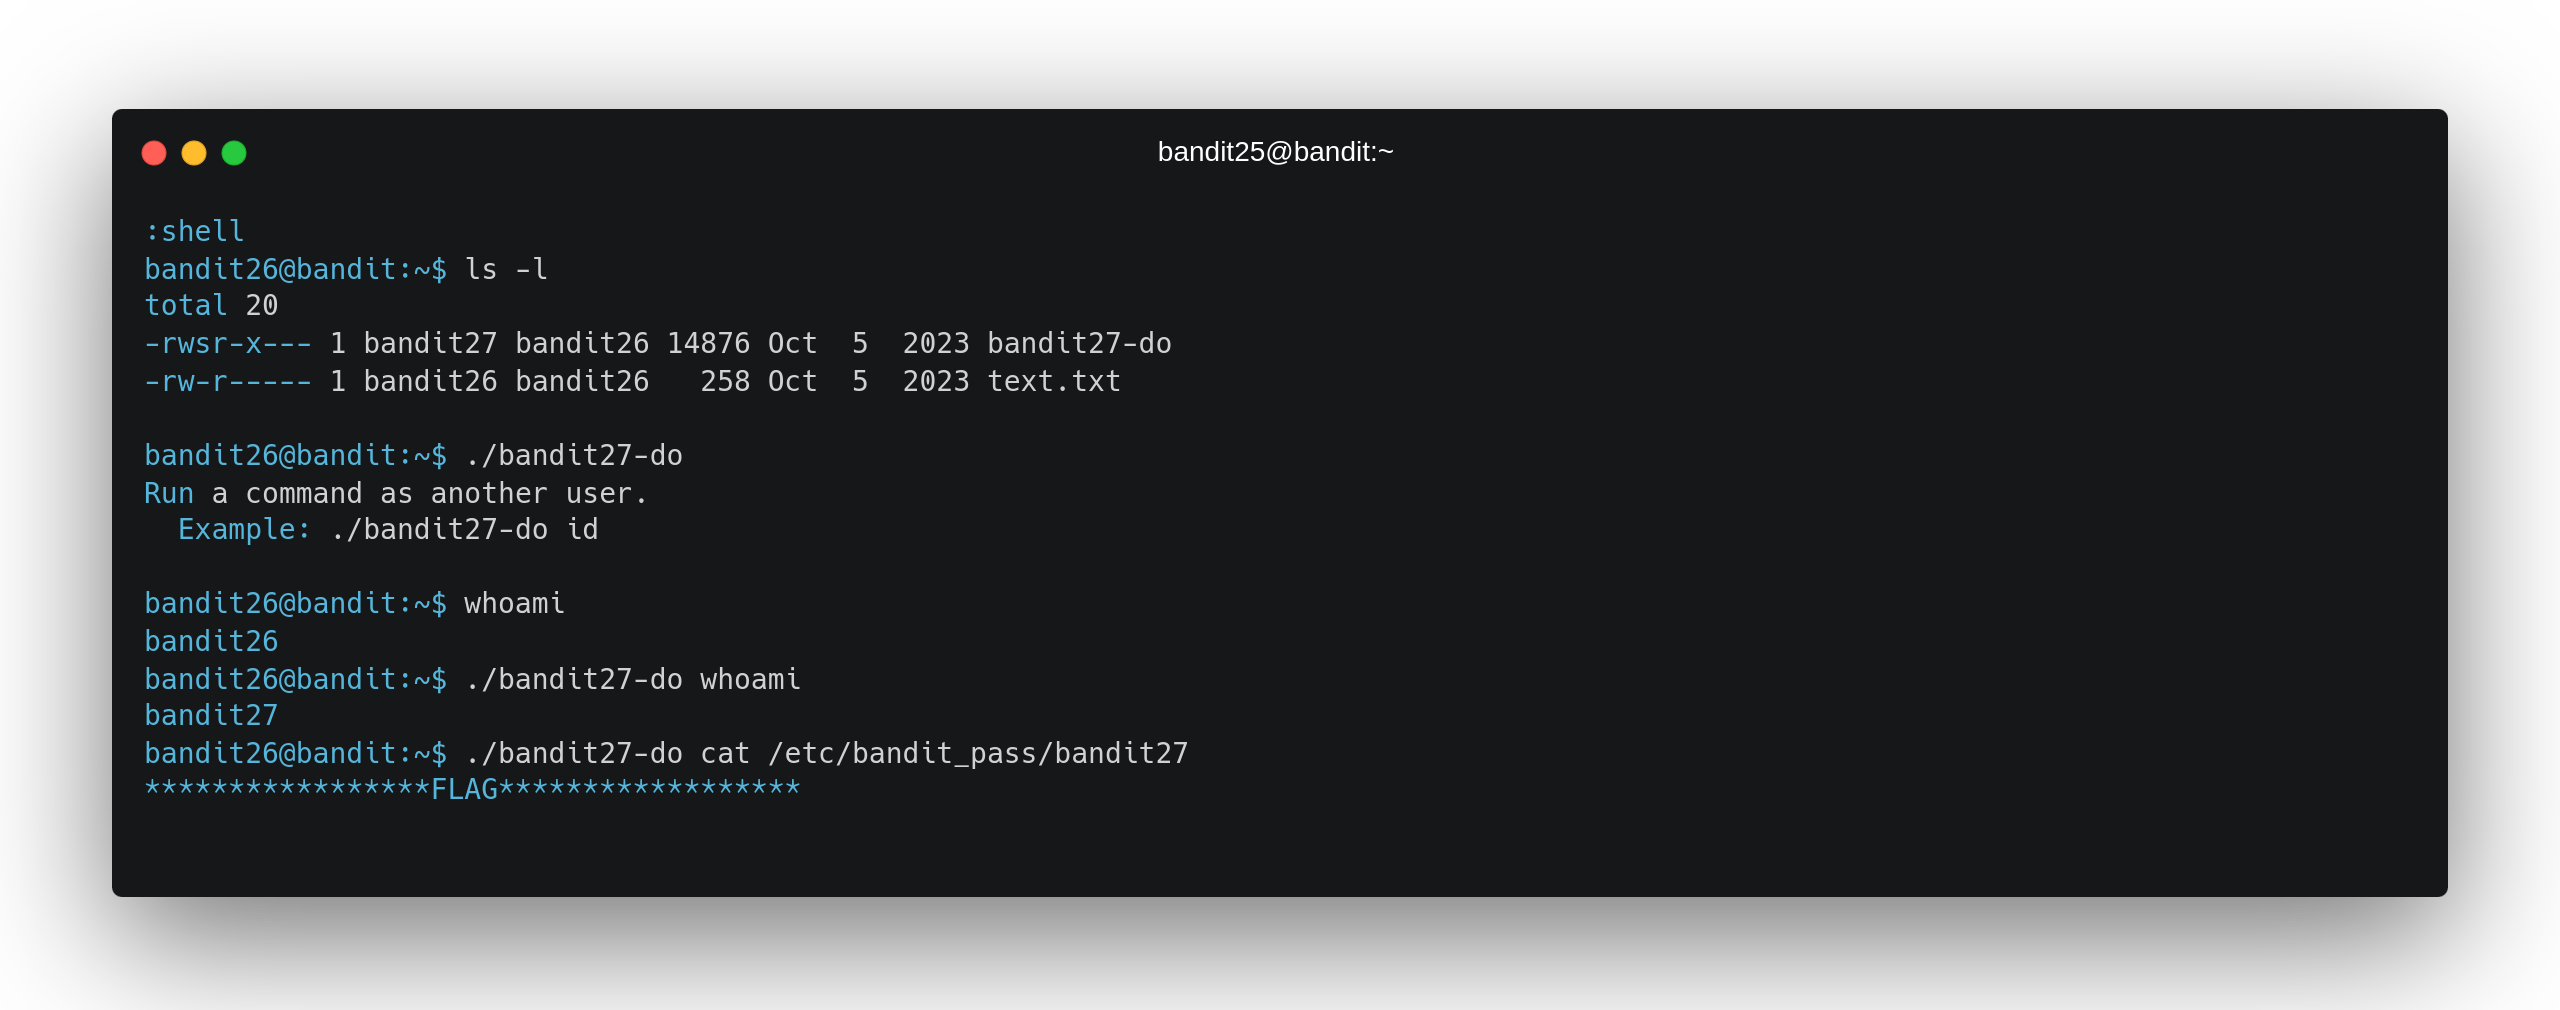 bandit25@bandit:~
:shell
bandit26@bandit:~$ ls -l
total 20
-rwsr-x--- 1 bandit27 bandit26 14876 Oct  5  2023 bandit27-do
-rw-r----- 1 bandit26 bandit26   258 Oct  5  2023 text.txt
bandit26@bandit:~$ ./bandit27-do
Run a command as another user.
  Example: ./bandit27-do id
bandit26@bandit:~$ whoami
bandit26
bandit26@bandit:~$ ./bandit27-do whoami
bandit27
bandit26@bandit:~$ ./bandit27-do cat /etc/bandit_pass/bandit27
*****************FLAG******************